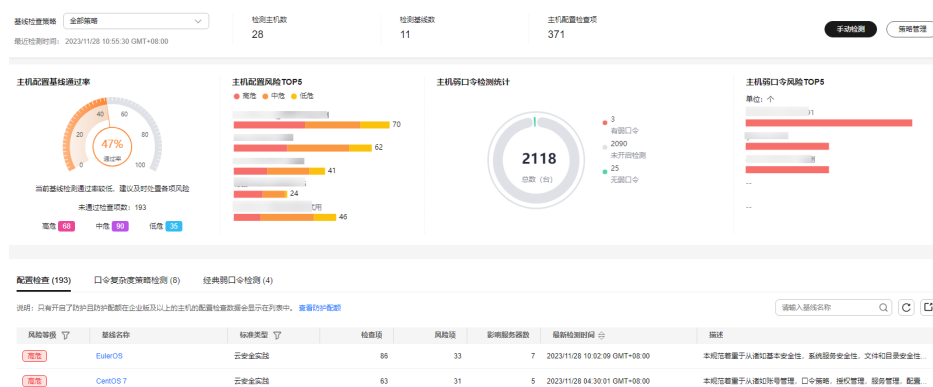 基线检查策略 全部策略
最近检测时间: 2023/11/28 10:55:30 GMT+08:00
检测主机数
28
检测基线数
11
主机配置检查项
371
手动检测
策略管理
主机配置基线通过率
0 20 40 60 80 100
47%
通过率
当前基线检测通过率较低，建议及时处置各项风险
未通过检查项数: 193
高危 68 中危 90 低危 35
主机配置风险TOP5
高危 中危 低危
70
62
41
24
46
主机弱口令检测统计
2118
总数（台）
3
有弱口令
2090
未开启检测
25
无弱口令
主机弱口令风险TOP5
单位: 个
--
--
配置检查 (193) 口令复杂度策略检测 (8) 经典弱口令检测 (4)
说明: 只有开启了防护且防护配额在企业版及以上的主机的配置检查数据会显示在列表中。 查看防护配额
请输入基线名称
风险等级 基线名称 标准类型 检查项 风险项 影响服务器数 最新检测时间 描述
高危 EulerOS 云安全实践 86 33 7 2023/11/28 10:02:09 GMT+08:00 本规范着重于从诸如基本安全性、系统服务安全性、文件和目录安全性...
高危 CentOS 7 云安全实践 63 31 5 2023/11/28 04:30:01 GMT+08:00 本规范着重于从诸如账号管理、口令策略、授权管理、服务管理、配置...